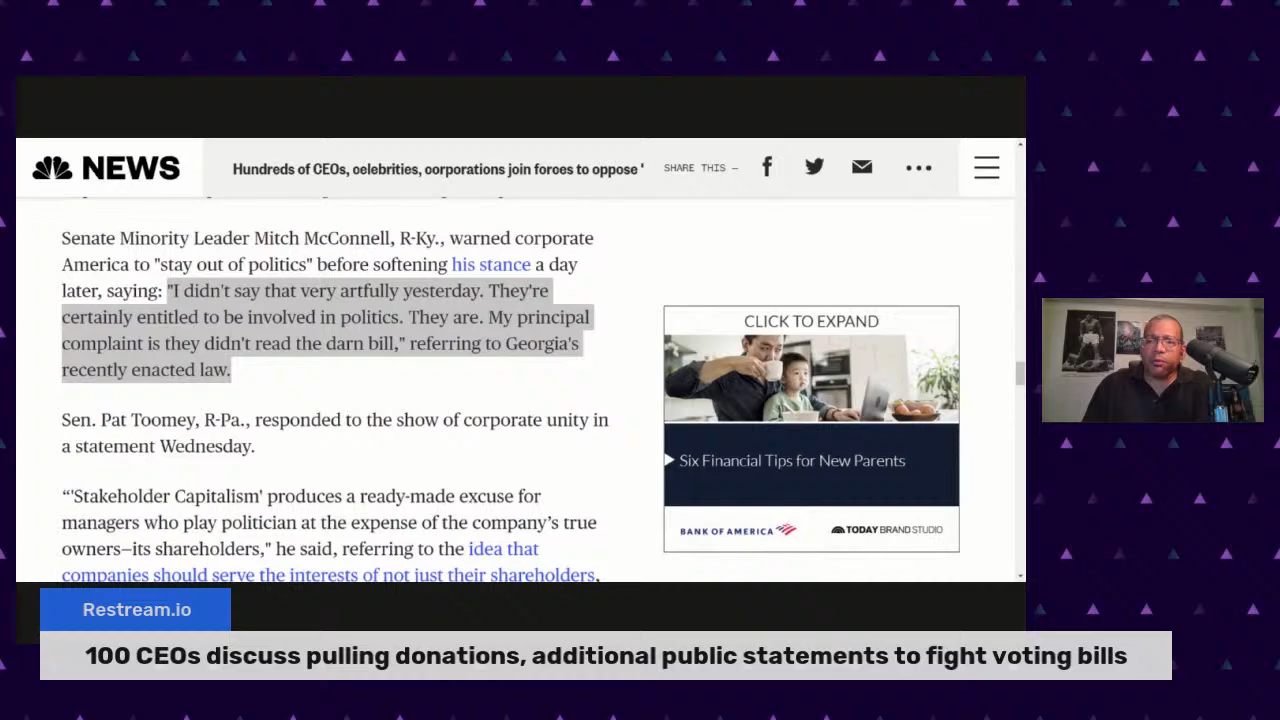 NEWS
Hundreds of CEOs, celebrities, corporations join forces to oppose '
SHARE THIS —
Senate Minority Leader Mitch McConnell, R-Ky., warned corporate
America to "stay out of politics" before softening his stance a day
later, saying: "I didn't say that very artfully yesterday. They're
certainly entitled to be involved in politics. They are. My principal
complaint is they didn't read the darn bill," referring to Georgia's
recently enacted law.
Sen. Pat Toomey, R-Pa., responded to the show of corporate unity in
a statement Wednesday.
“'Stakeholder Capitalism' produces a ready-made excuse for
managers who play politician at the expense of the company’s true
owners—its shareholders," he said, referring to the idea that
companies should serve the interests of not just their shareholders,
CLICK TO EXPAND
Six Financial Tips for New Parents
BANK OF AMERICA
TODAY BRAND STUDIO
Restream.io
100 CEOs discuss pulling donations, additional public statements to fight voting bills